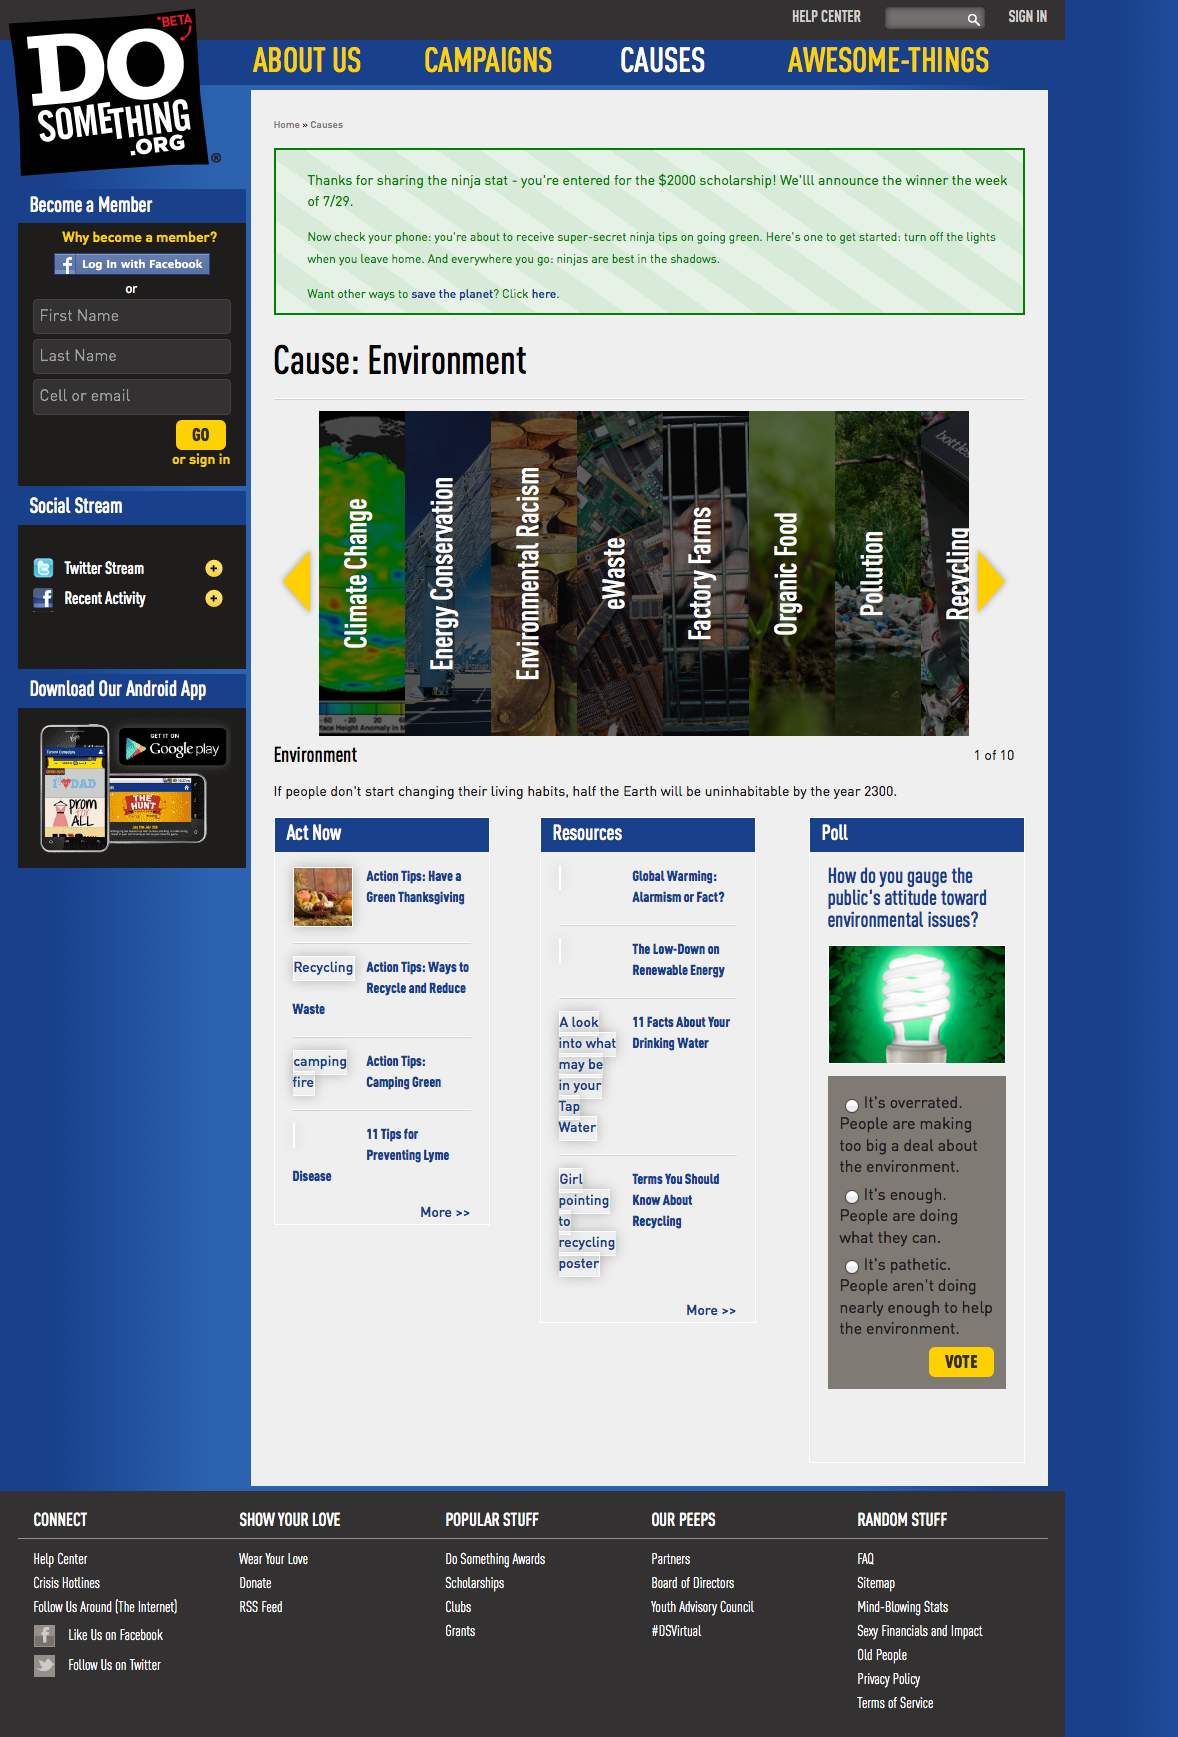 HELP CENTER
SIGN IN
*BETA
DO
SOMETHING
.ORG
®
ABOUT US
CAMPAIGNS
CAUSES
AWESOME-THINGS
Become a Member
Why become a member?
Log In with Facebook
or
First Name
Last Name
Cell or email
GO
or sign in
Social Stream
Twitter Stream
Recent Activity
Download Our Android App
GET IT ON
Google play
I DAD
prom
ALL
THE
HUNT
Home » Causes
Thanks for sharing the ninja stat - you're entered for the $2000 scholarship! We'lll announce the winner the week
of 7/29.
Now check your phone: you're about to receive super-secret ninja tips on going green. Here's one to get started: turn off the lights
when you leave home. And everywhere you go: ninjas are best in the shadows.
Want other ways to save the planet? Click here.
Cause: Environment
Climate Change
Energy Conservation
Environmental Racism
eWaste
Factory Farms
Organic Food
Pollution
Recycling
bottles
60 -20 20 6
face Height Anomaly in M
Environment
1 of 10
If people don't start changing their living habits, half the Earth will be uninhabitable by the year 2300.
Act Now
Action Tips: Have a
Green Thanksgiving
Recycling
Action Tips: Ways to
Recycle and Reduce
Waste
camping
fire
Action Tips:
Camping Green
11 Tips for
Preventing Lyme
Disease
More >>
Resources
Global Warming:
Alarmism or Fact?
The Low-Down on
Renewable Energy
A look
into what
may be
in your
Tap
Water
11 Facts About Your
Drinking Water
Girl
pointing
to
recycling
poster
Terms You Should
Know About
Recycling
More >>
Poll
How do you gauge the
public's attitude toward
environmental issues?
It's overrated.
People are making
too big a deal about
the environment.
It's enough.
People are doing
what they can.
It's pathetic.
People aren't doing
nearly enough to help
the environment.
VOTE
CONNECT
Help Center
Crisis Hotlines
Follow Us Around (The Internet)
Like Us on Facebook
Follow Us on Twitter
SHOW YOUR LOVE
Wear Your Love
Donate
RSS Feed
POPULAR STUFF
Do Something Awards
Scholarships
Clubs
Grants
OUR PEEPS
Partners
Board of Directors
Youth Advisory Council
#DSVirtual
RANDOM STUFF
FAQ
Sitemap
Mind-Blowing Stats
Sexy Financials and Impact
Old People
Privacy Policy
Terms of Service